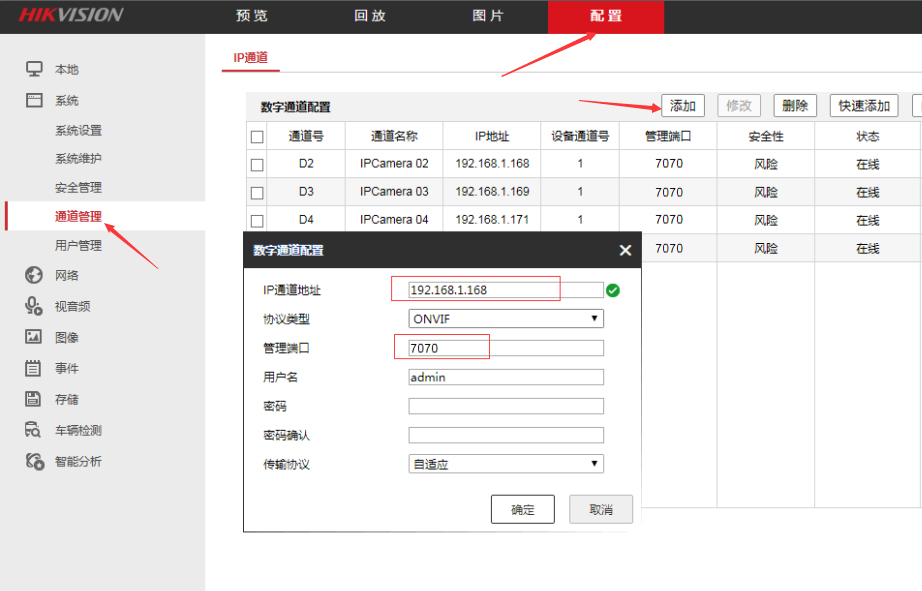 HIKVISION 预览 回放 图片 配置
本地
系统
系统设置
系统维护
安全管理
通道管理
用户管理
网络
视音频
图像
事件
存储
车辆检测
智能分析
IP通道
数字通道配置 添加 修改 删除 快速添加
通道号 通道名称 IP地址 设备通道号 管理端口 安全性 状态
D2 IPCamera 02 192.168.1.168 1 7070 风险 在线
D3 IPCamera 03 192.168.1.169 1 7070 风险 在线
D4 IPCamera 04 192.168.1.171 1 7070 风险 在线
7070 风险 在线
数字通道配置
IP通道地址 192.168.1.168
协议类型 ONVIF
管理端口 7070
用户名 admin
密码
密码确认
传输协议 自适应
确定 取消